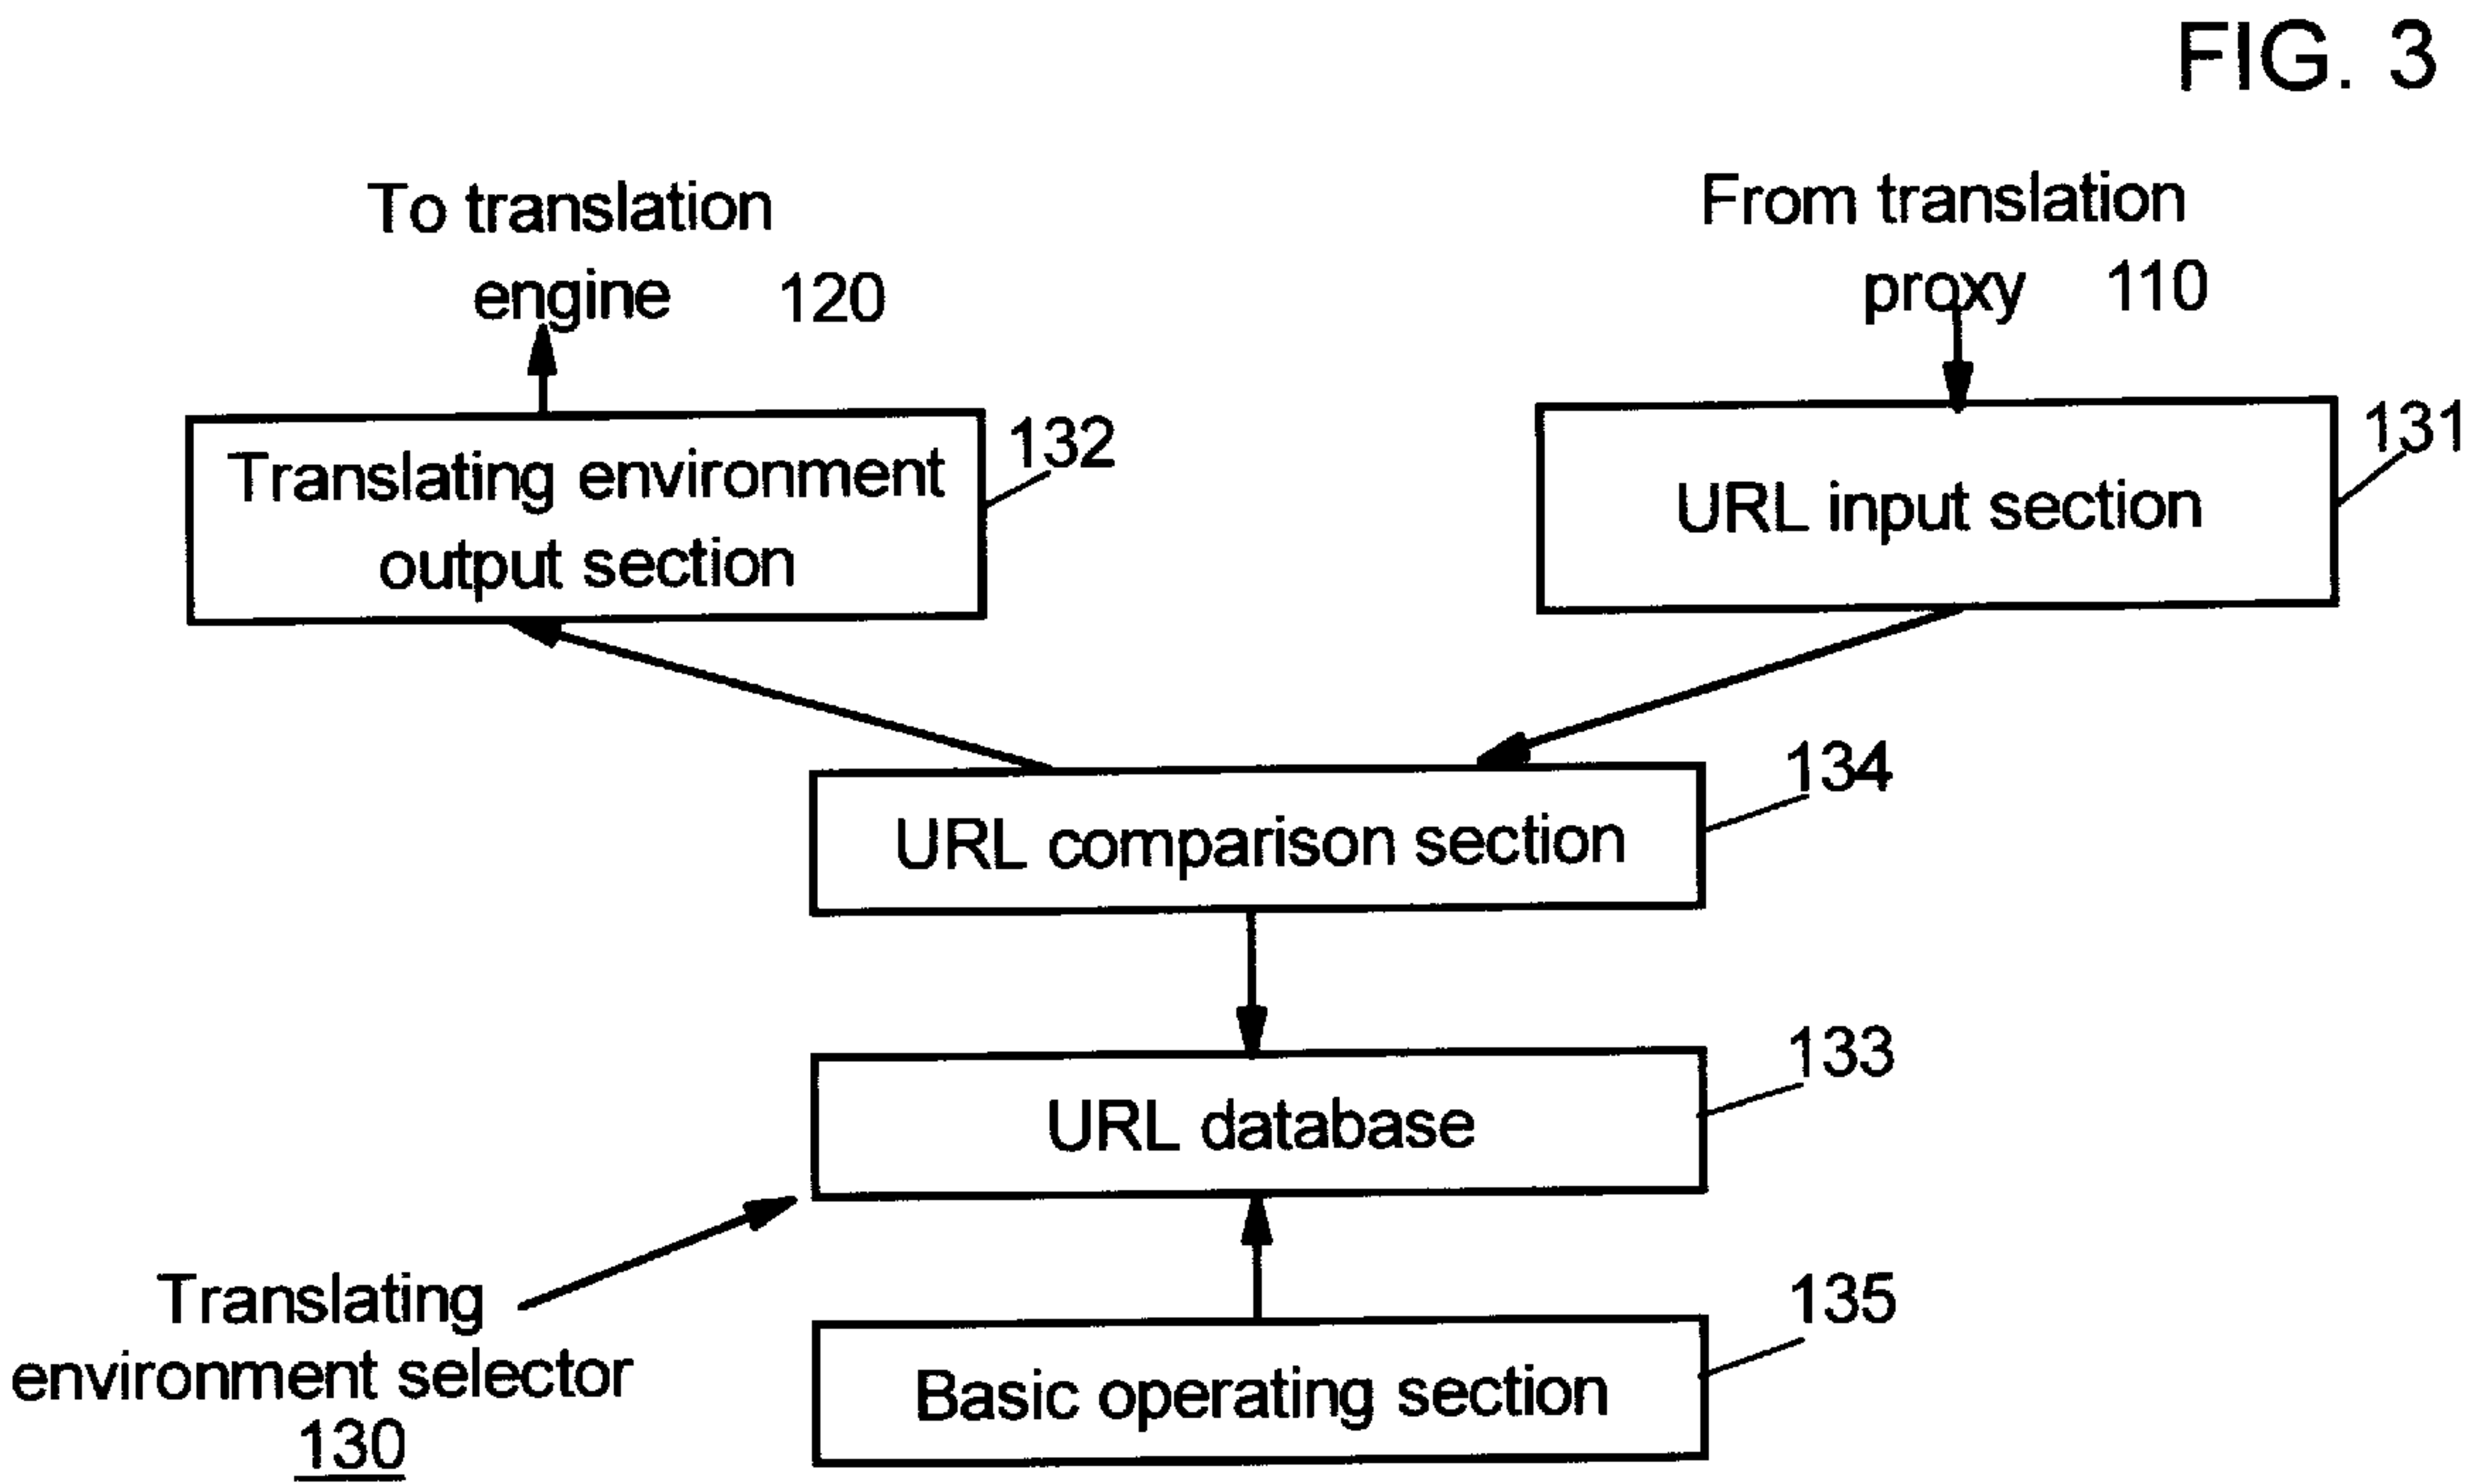 FIG. 3
To translation
engine 120
From translation
proxy 110
Translating environment
output section
132
URL input section
131
URL comparison section
134
URL database
133
Translating
environment selector
130
Basic operating section
135